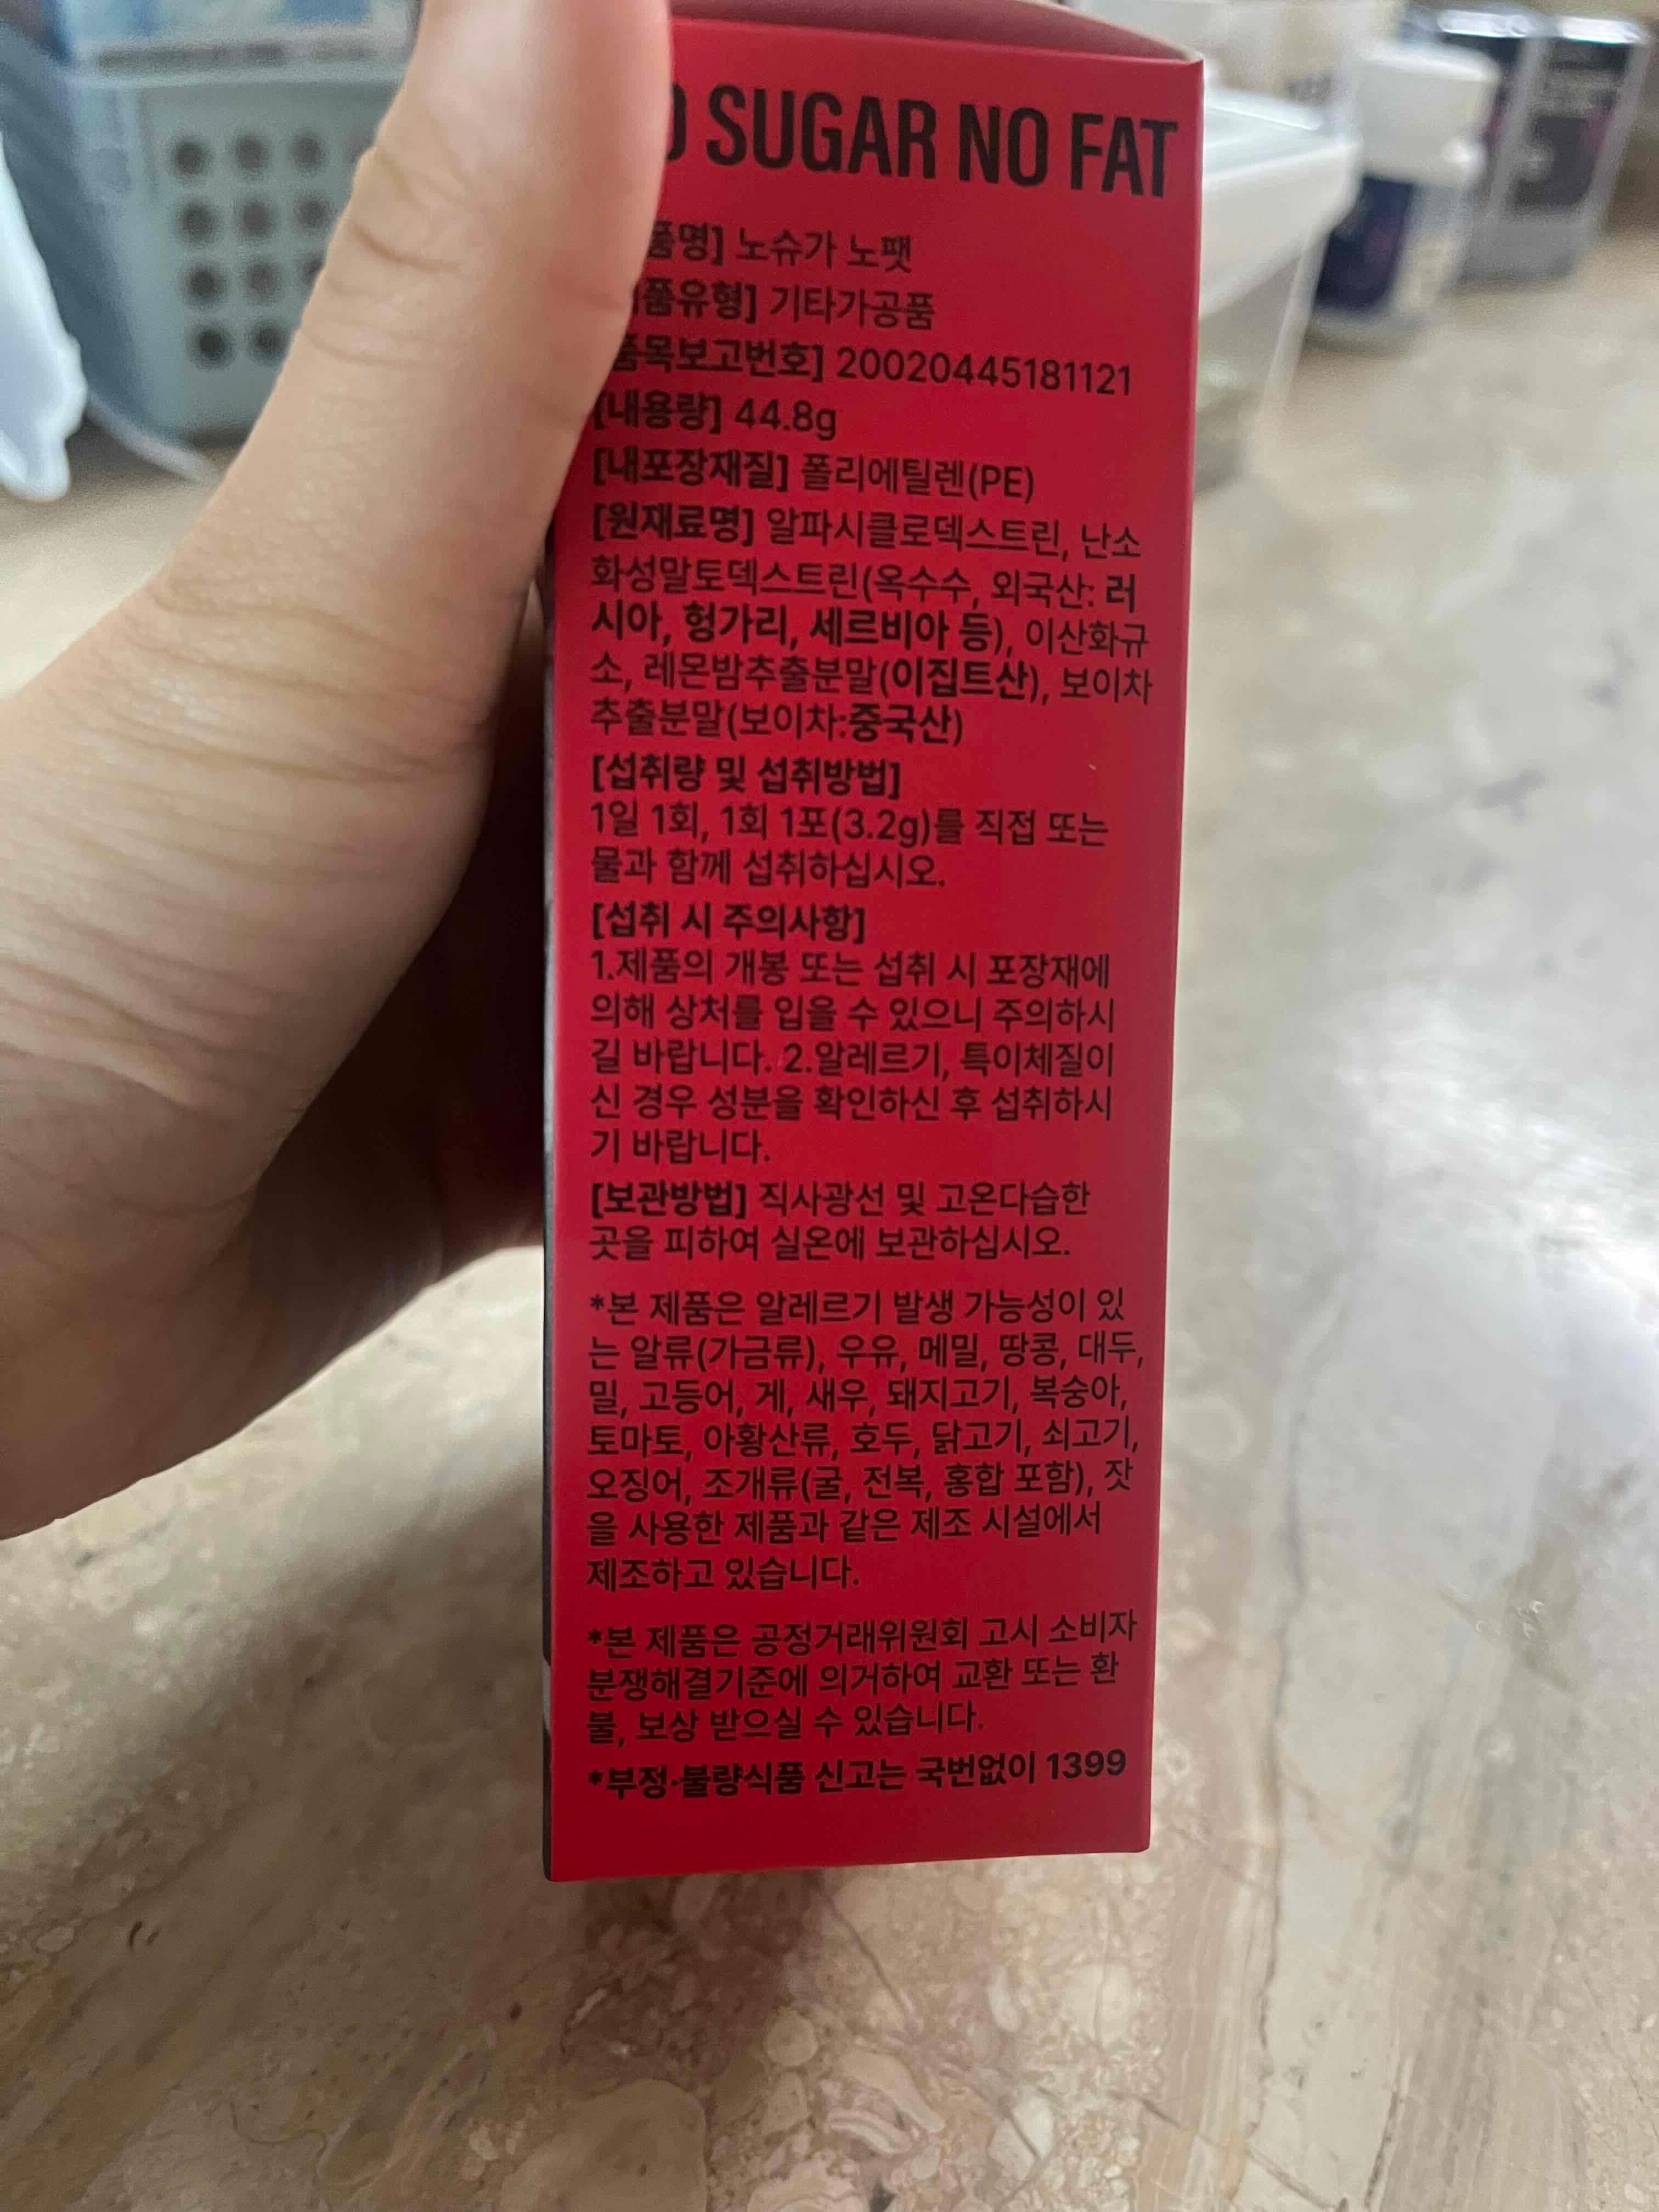 SUGAR NO FAT
품명] 노슈가 노팻
품유형] 기타가공품
품목보고번호] 20020445181121
[내용량] 44.8g
[내포장재질] 폴리에틸렌(PE)
[원재료명] 알파시클로덱스트린, 난소
화성말토덱스트린(옥수수, 외국산: 러
시아, 헝가리, 세르비아 등), 이산화규
소, 레몬밤추출분말(이집트산), 보이차
추출분말(보이차:중국산)
[섭취량 및 섭취방법]
1일 1회, 1회 1포(3.2g)를 직접 또는
물과 함께 섭취하십시오.
[섭취 시 주의사항]
1.제품의 개봉 또는 섭취 시 포장재에
의해 상처를 입을 수 있으니 주의하시
길 바랍니다. 2.알레르기, 특이체질이
신 경우 성분을 확인하신 후 섭취하시
기 바랍니다.
[보관방법] 직사광선 및 고온다습한
곳을 피하여 실온에 보관하십시오.
*본 제품은 알레르기 발생 가능성이 있
는 알류(가금류), 우유, 메밀, 땅콩, 대두,
밀, 고등어, 게, 새우, 돼지고기, 복숭아,
토마토, 아황산류, 호두, 닭고기, 쇠고기,
오징어, 조개류(굴, 전복, 홍합 포함), 잣
을 사용한 제품과 같은 제조 시설에서
제조하고 있습니다.
*본 제품은 공정거래위원회 고시 소비자
분쟁해결기준에 의거하여 교환 또는 환
불, 보상 받으실 수 있습니다.
*부정·불량식품 신고는 국번없이 1399